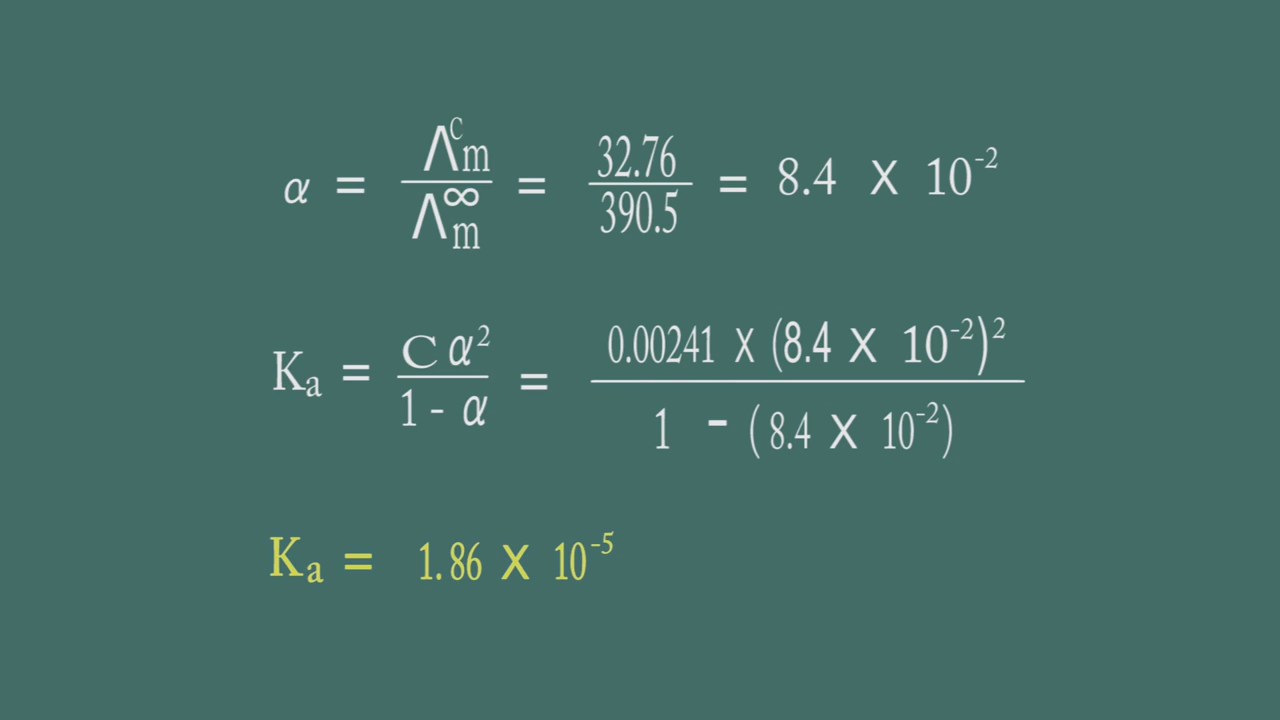 α = Λᶜm / Λ∞m = 32.76 / 390.5 = 8.4 X 10⁻²
Kₐ = C α² / 1 - α = 0.00241 X (8.4 X 10⁻²)² / 1 - (8.4 X 10⁻²)
Kₐ = 1.86 X 10⁻⁵